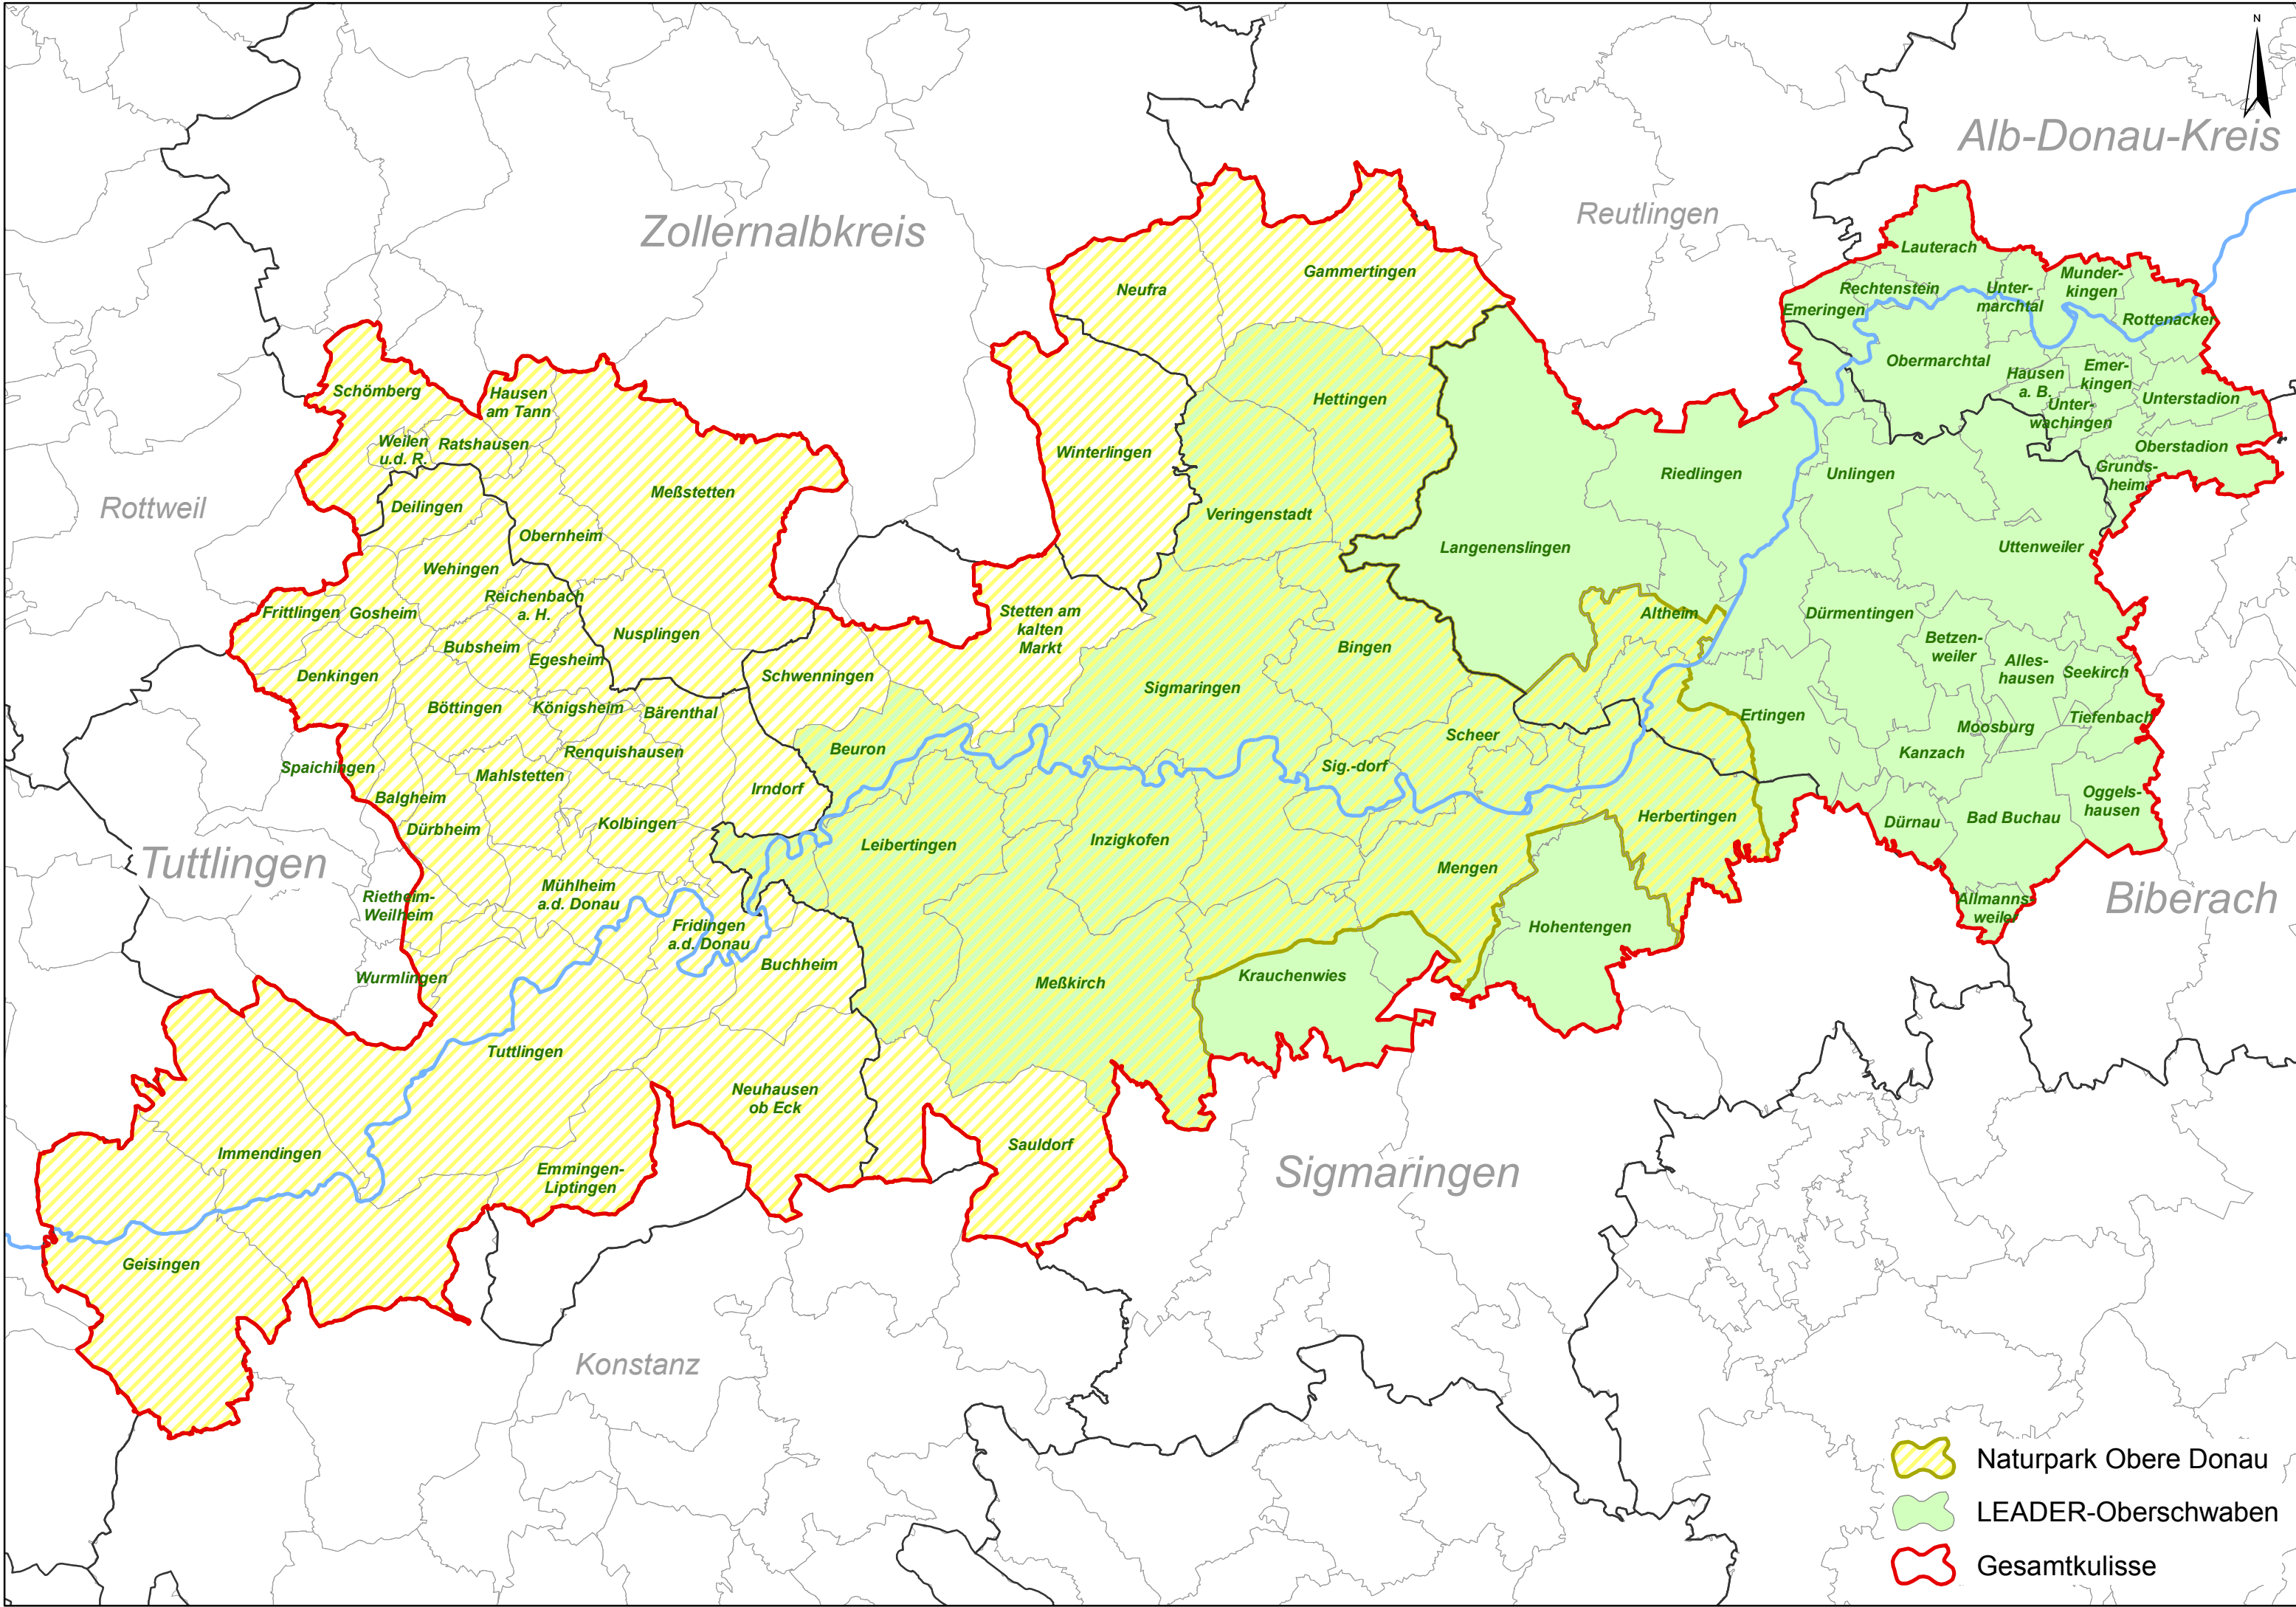 N
Alb-Donau-Kreis
Reutlingen
Zollernalbkreis
Lauterach
Gammertingen
Neufra
Munder-
kingen
Rechtenstein
Unter-
marchtal
Emeringen
Rottenacker
Obermarchtal
Schömberg
Hausen
am Tann
Hettingen
Hausen
a. B.
Emer-
kingen
Unterstadion
Unter-
wachingen
Weilen
u.d. R.
Ratshausen
Winterlingen
Oberstadion
Riedlingen
Unlingen
Grunds-
heim
Meßstetten
Rottweil
Deilingen
Veringenstadt
Obernheim
Langenenslingen
Uttenweiler
Wehingen
Reichenbach
a. H.
Frittlingen
Gosheim
Stetten am
kalten
Markt
Altheim
Dürmentingen
Nusplingen
Bubsheim
Egesheim
Bingen
Betzen-
weiler
Denkingen
Schwenningen
Sigmaringen
Alles-
hausen
Seekirch
Böttingen
Königsheim
Bärenthal
Ertingen
Tiefenbach
Moosburg
Scheer
Beuron
Renquishausen
Kanzach
Spaichingen
Mahlstetten
Sig.-dorf
Irndorf
Balgheim
Oggels-
hausen
Dürbheim
Kolbingen
Herbertingen
Dürnau
Bad Buchau
Leibertingen
Inzigkofen
Tuttlingen
Mengen
Mühlheim
a.d. Donau
Rietheim-
Weilheim
Allmanns-
weiler
Biberach
Fridingen
a.d. Donau
Hohentengen
Buchheim
Wurmlingen
Meßkirch
Krauchenwies
Tuttlingen
Neuhausen
ob Eck
Sauldorf
Immendingen
Emmingen-
Liptingen
Sigmaringen
Geisingen
Konstanz
Naturpark Obere Donau
LEADER-Oberschwaben
Gesamtkulisse